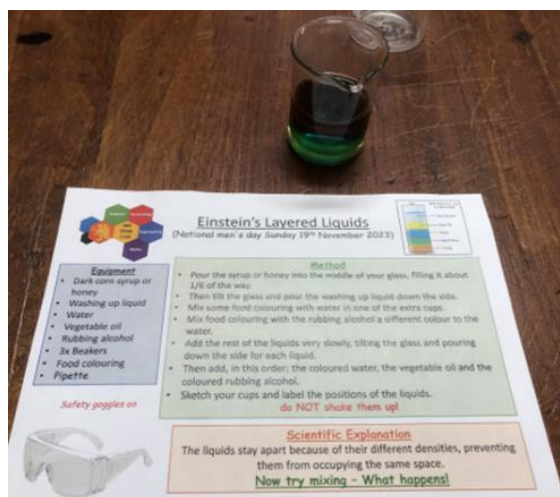 Einstein's Layered Liquids
(National men's day Sunday 19th November 2023)
Equipment
• Dark corn syrup or
honey
• Washing up liquid
• Water
• Vegetable oil
• Rubbing alcohol
• 3x Beakers
• Food colouring
• Pipette
Safety goggles on
Method
• Pour the syrup or honey into the middle of your glass, filling it about
1/6 of the way.
• Then tilt the glass and pour the washing up liquid down the side.
• Mix some food colouring with water in one of the extra cups.
• Mix food colouring with the rubbing alcohol a different colour to the
water.
• Add the rest of the liquids very slowly, tilting the glass and pouring
down the side for each liquid.
• Then add, in this order: the coloured water, the vegetable oil and the
coloured rubbing alcohol.
• Sketch your cups and label the positions of the liquids.
do NOT shake them up!
Scientific Explanation
The liquids stay apart because of their different densities, preventing
them from occupying the same space.
Now try mixing - What happens!